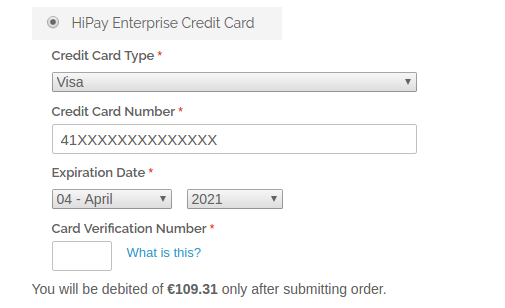 HiPay Enterprise Credit Card
Credit Card Type *
Visa
Credit Card Number *
41XXXXXXXXXXXXXX
Expiration Date *
04 - April 2021
Card Verification Number *
What is this?
You will be debited of €109.31 only after submitting order.